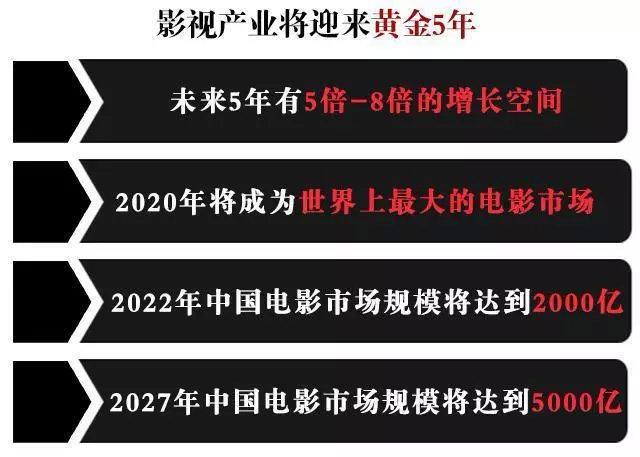 影视产业将迎来黄金5年
未来5年有5倍-8倍的增长空间
2020年将成为世界上最大的电影市场
2022年中国电影市场规模将达到2000亿
2027年中国电影市场规模将达到5000亿